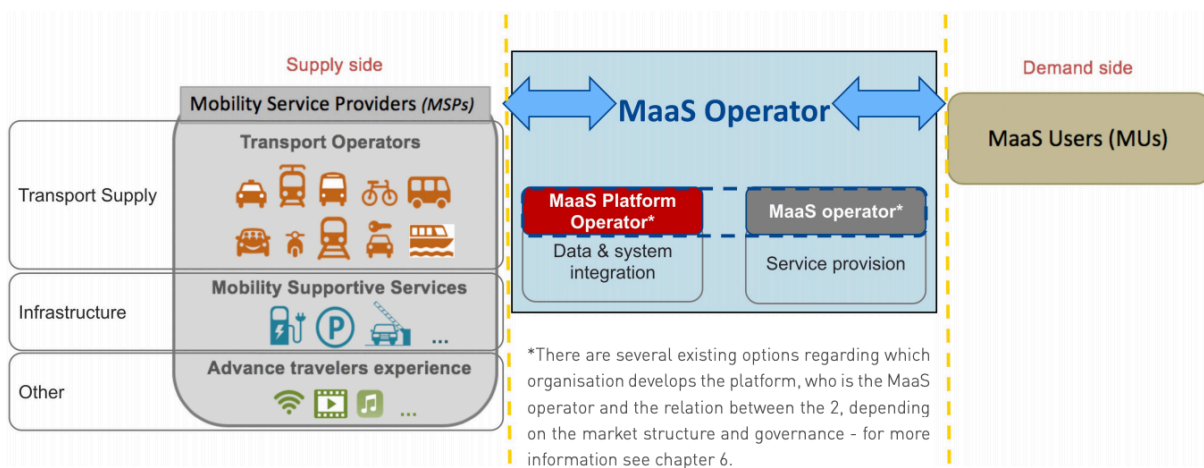 Supply side
Mobility Service Providers (MSPs)
Transport Supply
Transport Operators
Infrastructure
Mobility Supportive Services
P
...
Other
Advance travelers experience
...
MaaS Operator
MaaS Platform
Operator*
Data & system
integration
MaaS operator*
Service provision
*There are several existing options regarding which
organisation develops the platform, who is the MaaS
operator and the relation between the 2, depending
on the market structure and governance - for more
information see chapter 6.
Demand side
MaaS Users (MUs)